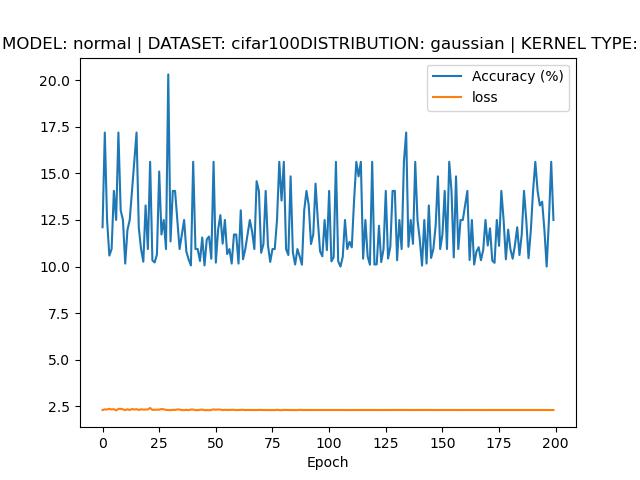 MODEL: normal | DATASET: cifar100DISTRIBUTION: gaussian | KERNEL TYPE:
Accuracy (%)
loss
20.0
17.5
15.0
12.5
10.0
7.5
5.0
2.5
0 25 50 75 100 125 150 175 200
Epoch